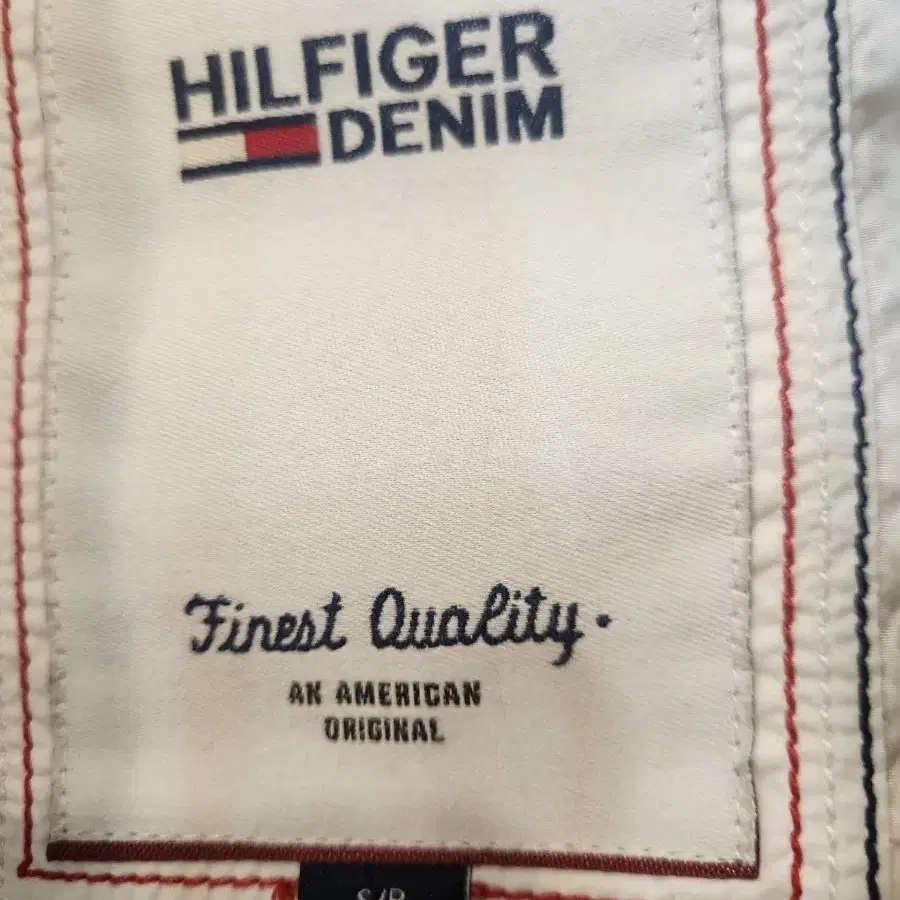 HILFIGER
DENIM
Finest Quality.
AN AMERICAN
ORIGINAL